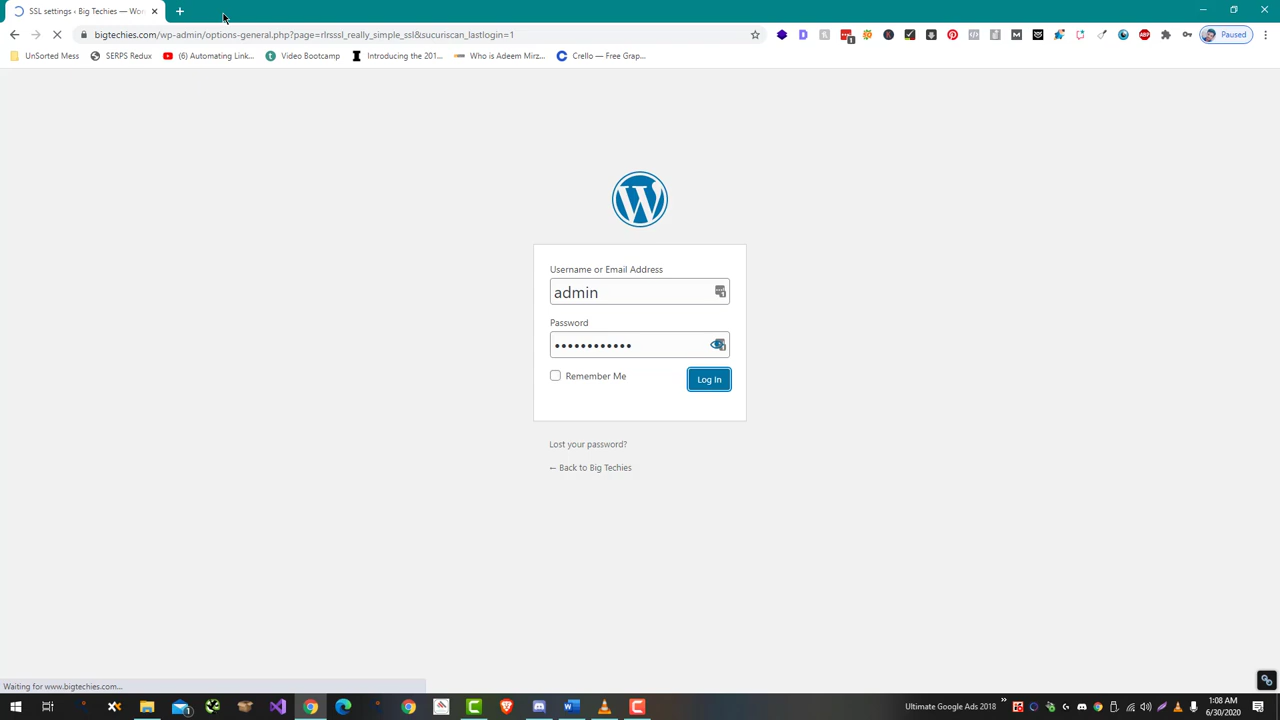 SSL settings ‹ Big Techies — Wor
bigtechies.com/wp-admin/options-general.php?page=rlrsssl_really_simple_ssl&sucuriscan_lastlogin=1
Paused
UnSorted Mess
SERPS Redux
(6) Automating Link...
Video Bootcamp
Introducing the 201...
Who is Adeem Mirz...
Crello — Free Grap...
Username or Email Address
admin
Password
••••••••••••
Remember Me
Log In
Lost your password?
← Back to Big Techies
Waiting for www.bigtechies.com...
Ultimate Google Ads 2018
1:08 AM
6/30/2020